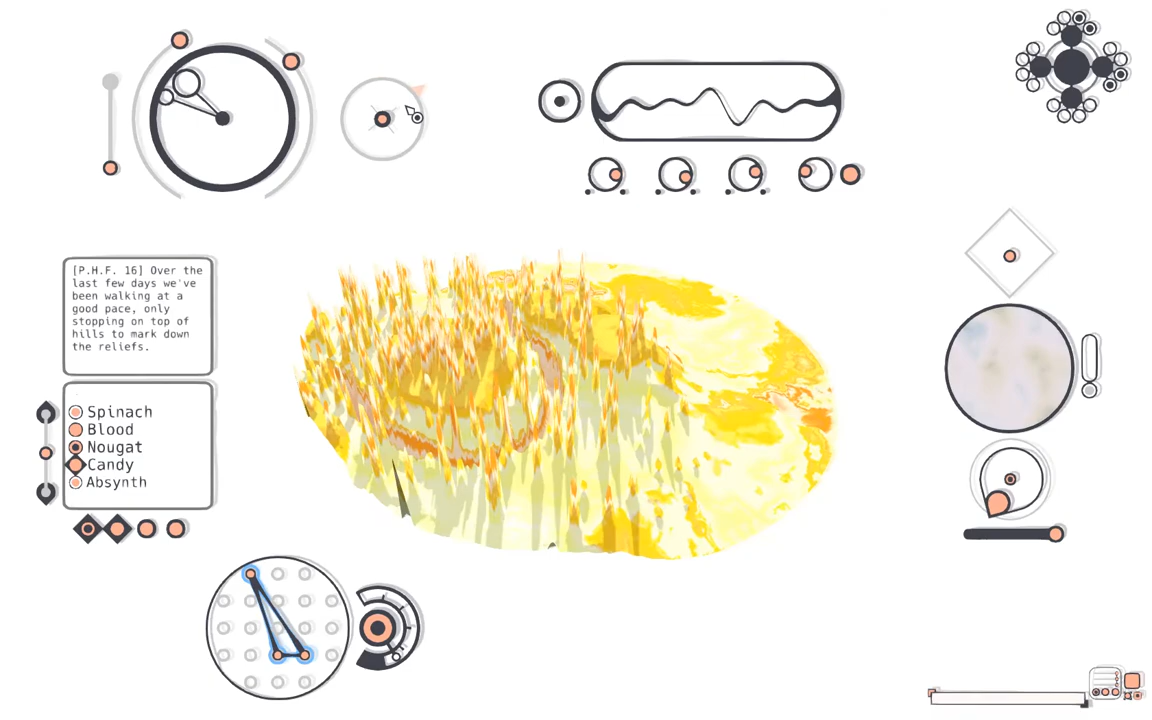 [P.H.F. 16] Over the
last few days we've
been walking at a
good pace, only
stopping on top of
hills to mark down
the reliefs.
Spinach
Blood
Nougat
Candy
Absynth